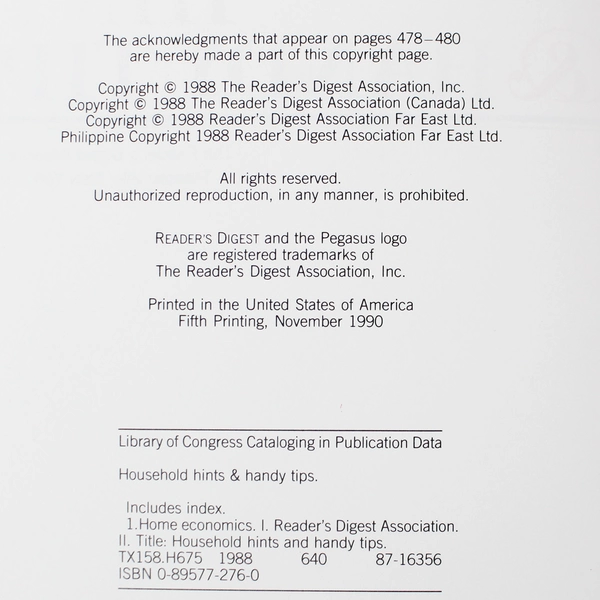 The acknowledgments that appear on pages 478–480
are hereby made a part of this copyright page.
Copyright © 1988 The Reader's Digest Association, Inc.
Copyright © 1988 The Reader's Digest Association (Canada) Ltd.
Copyright © 1988 Reader's Digest Association Far East Ltd.
Philippine Copyright 1988 Reader's Digest Association Far East Ltd.
All rights reserved.
Unauthorized reproduction, in any manner, is prohibited.
READER'S DIGEST and the Pegasus logo
are registered trademarks of
The Reader's Digest Association, Inc.
Printed in the United States of America
Fifth Printing, November 1990
Library of Congress Cataloging in Publication Data
Household hints & handy tips.
Includes index.
1.Home economics. I. Reader's Digest Association.
II. Title: Household hints and handy tips.
TX158.H675 1988 640 87-16356
ISBN 0-89577-276-0